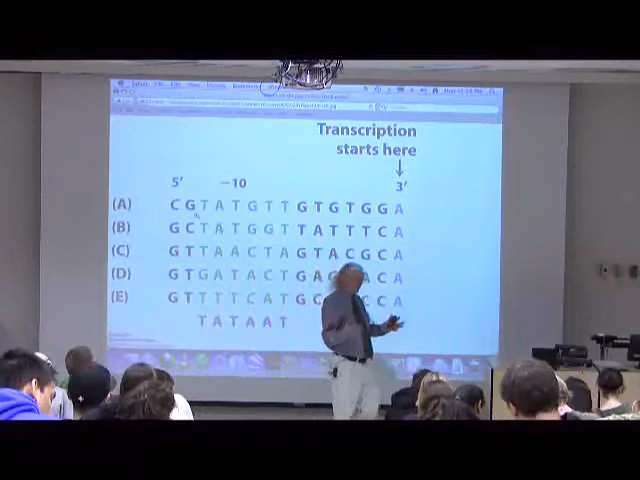 Transcription
starts here
5' −10 3'
(A) C G T A T G T T G T G T G G A
(B) G C T A T G G T T A T T T C A
(C) G T T A A C T A G T A C G C A
(D) G T G A T A C T G A G A C A
(E) G T T T T C A T G C C C A
T A T A A T